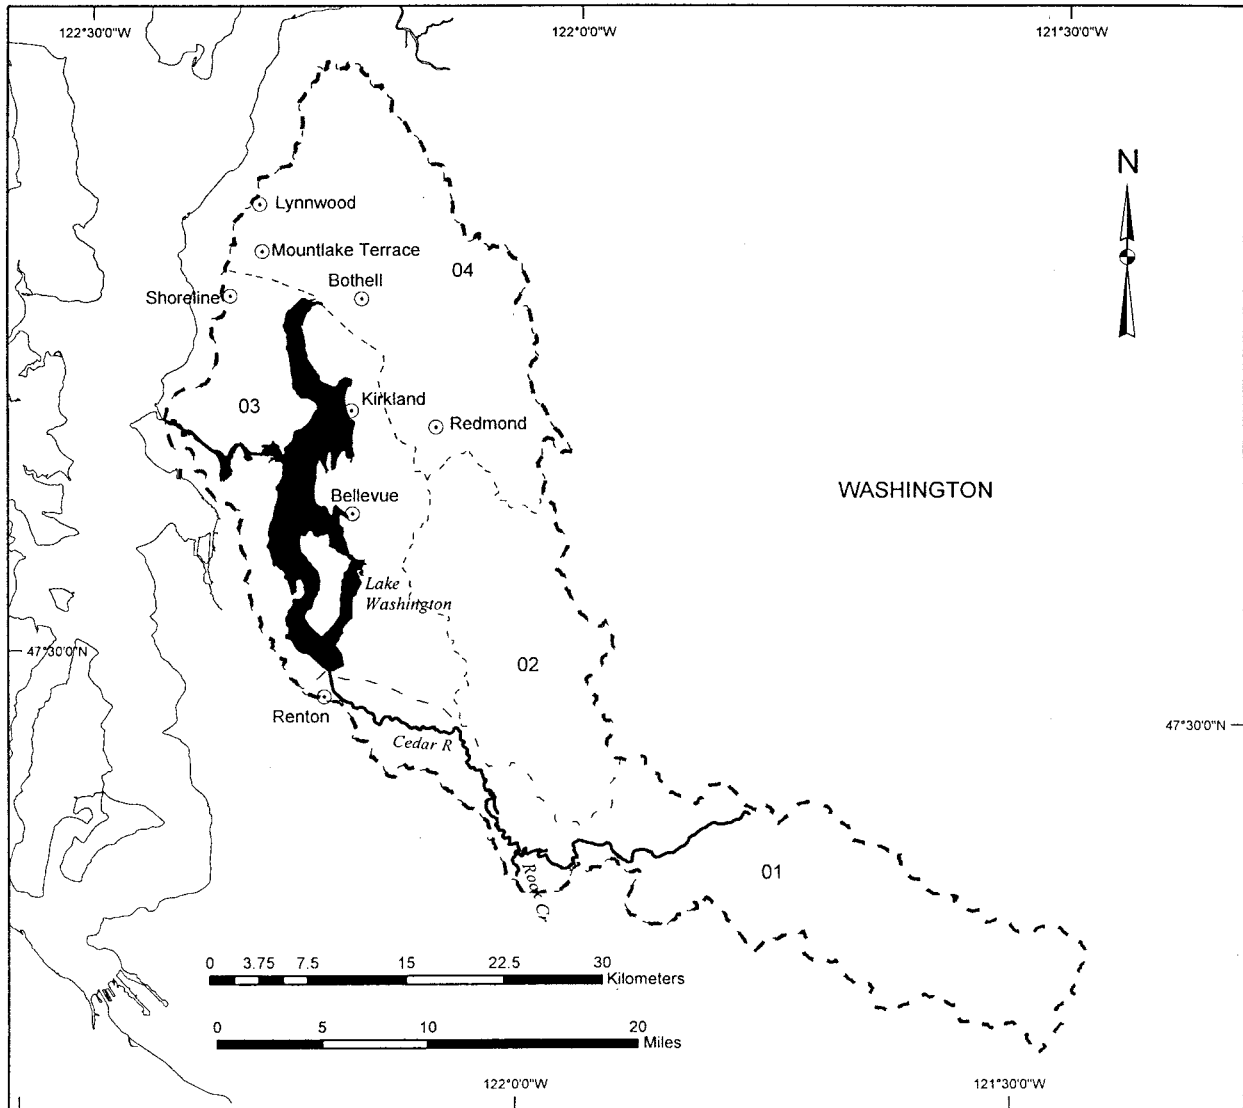 122°30'0"W
122°0'0"W
121°30'0"W
N
Lynnwood
Mountlake Terrace
04
Bothell
Shoreline
Kirkland
03
Redmond
WASHINGTON
Bellevue
Lake
Washington
47°30'0"N
02
Renton
47°30'0"N
Cedar R
01
Rock Cr
0 3.75 7.5 15 22.5 30
Kilometers
0 5 10 20
Miles
122°0'0"W
121°30'0"W